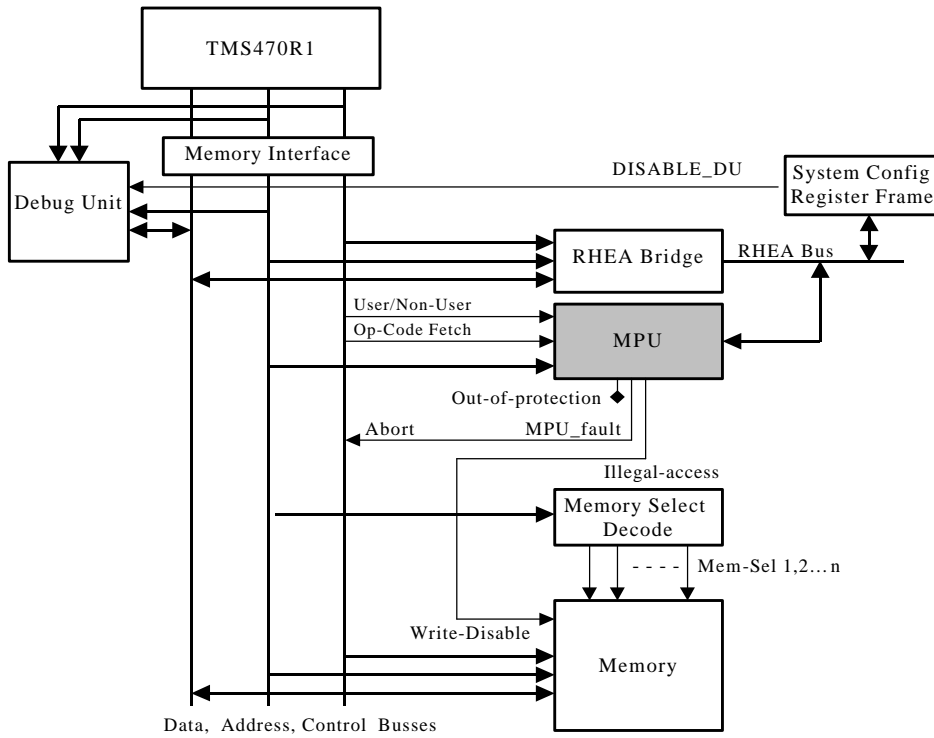 TMS470R1
Memory Interface
Debug Unit
DISABLE_DU
System Config
Register Frame
RHEA Bridge
RHEA Bus
User/Non-User
Op-Code Fetch
MPU
Out-of-protection
Abort
MPU_fault
Illegal-access
Memory Select
Decode
- - - -
Mem-Sel 1,2...n
Write-Disable
Memory
Data, Address, Control Busses